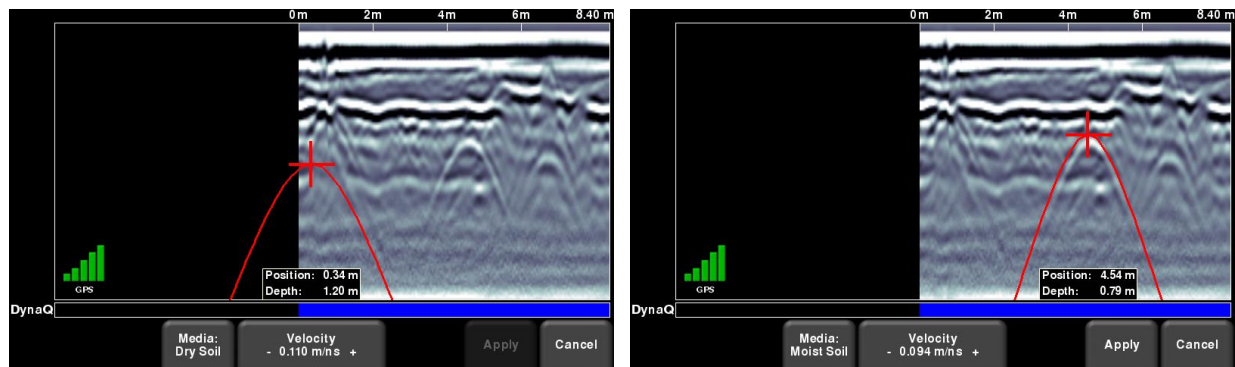 0m 2m 4m 6m 8.40 m
Position: 0.34 m
Depth: 1.20 m
GPS
DynaQ
Media:
Dry Soil
Velocity
- 0.110 m/ns +
Apply
Cancel
0m 2m 4m 6m 8.40 m
Position: 4.54 m
Depth: 0.79 m
GPS
DynaQ
Media:
Moist Soil
Velocity
- 0.094 m/ns +
Apply
Cancel